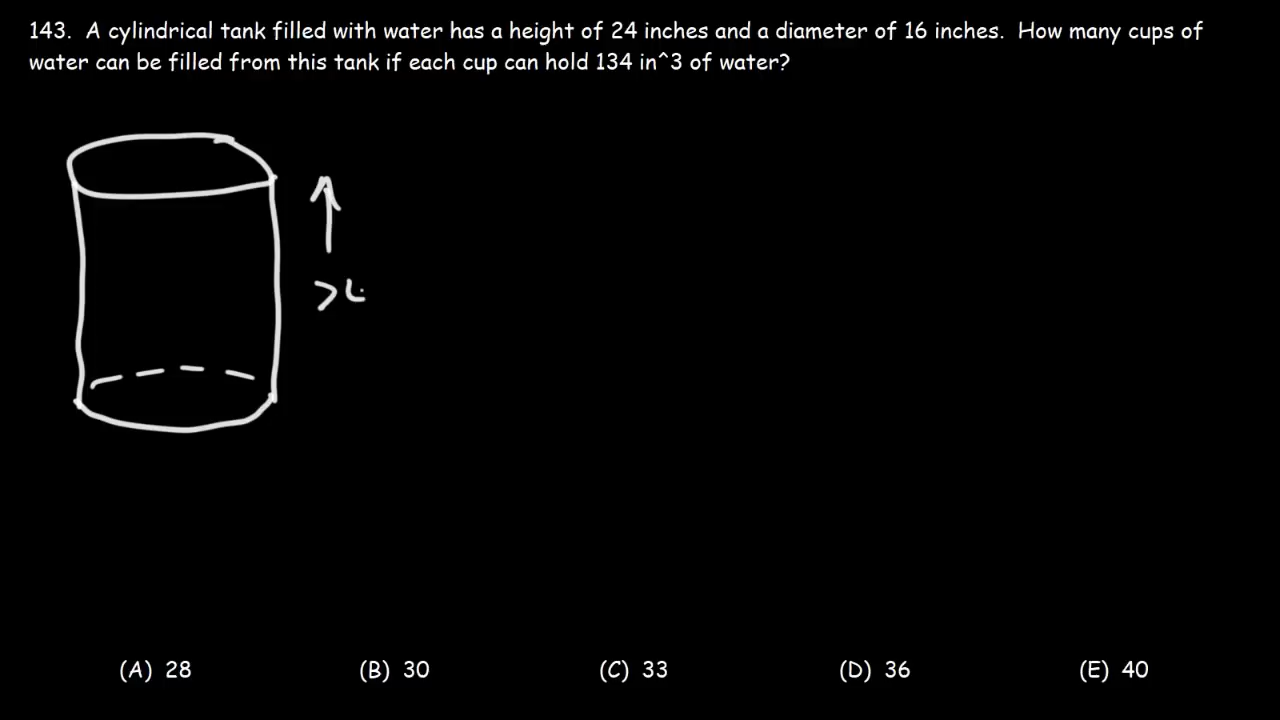 143. A cylindrical tank filled with water has a height of 24 inches and a diameter of 16 inches. How many cups of
water can be filled from this tank if each cup can hold 134 in^3 of water?
(A) 28 (B) 30 (C) 33 (D) 36 (E) 40